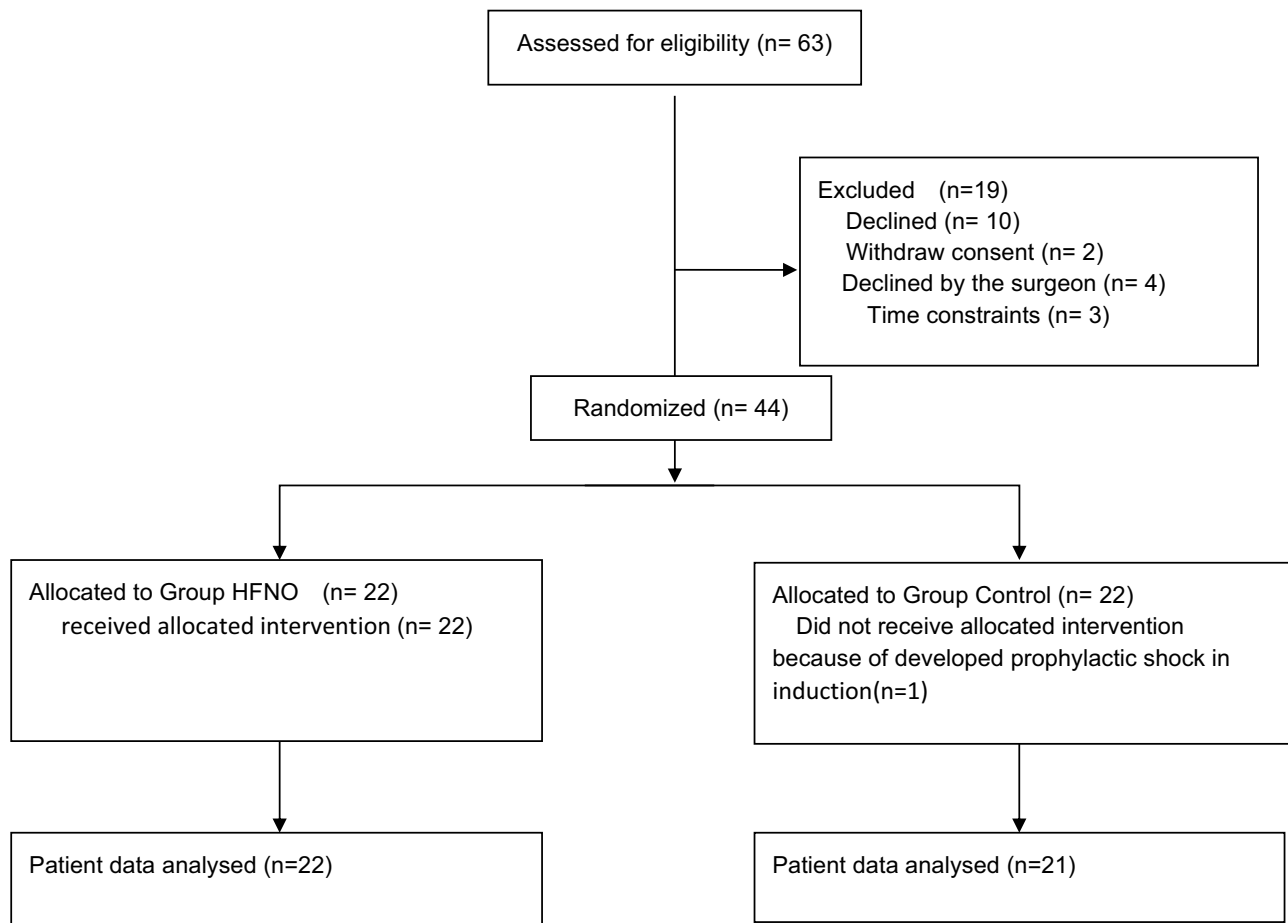 Assessed for eligibility (n= 63)
Excluded (n=19)
Declined (n= 10)
Withdraw consent (n= 2)
Declined by the surgeon (n= 4)
Time constraints (n= 3)
Randomized (n= 44)
Allocated to Group HFNO (n= 22)
received allocated intervention (n= 22)
Allocated to Group Control (n= 22)
Did not receive allocated intervention
because of developed prophylactic shock in
induction(n=1)
Patient data analysed (n=22)
Patient data analysed (n=21)